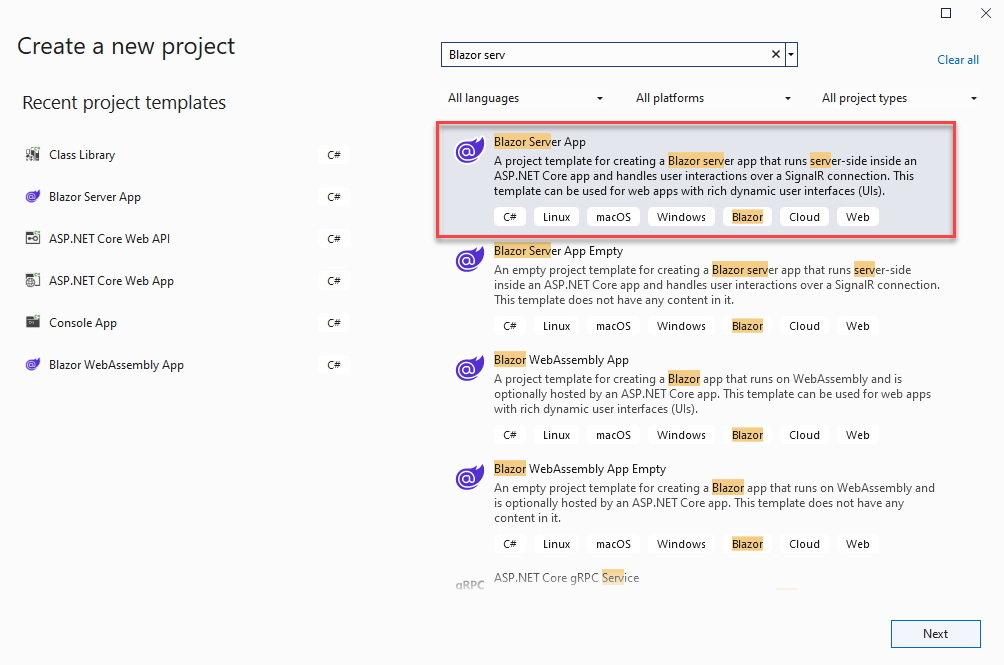 Create a new project
Blazor serv
Clear all
Recent project templates
All languages
All platforms
All project types
Class Library
C#
Blazor Server App
C#
ASP.NET Core Web API
C#
ASP.NET Core Web App
C#
Console App
C#
Blazor WebAssembly App
C#
Blazor Server App
A project template for creating a Blazor server app that runs server-side inside an
ASP.NET Core app and handles user interactions over a SignalR connection. This
template can be used for web apps with rich dynamic user interfaces (UIs).
C# Linux macOS Windows Blazor Cloud Web
Blazor Server App Empty
An empty project template for creating a Blazor server app that runs server-side
inside an ASP.NET Core app and handles user interactions over a SignalR connection.
This template does not have any content in it.
C# Linux macOS Windows Blazor Cloud Web
Blazor WebAssembly App
A project template for creating a Blazor app that runs on WebAssembly and is
optionally hosted by an ASP.NET Core app. This template can be used for web apps
with rich dynamic user interfaces (UIs).
C# Linux macOS Windows Blazor Cloud Web
Blazor WebAssembly App Empty
An empty project template for creating a Blazor app that runs on WebAssembly and
is optionally hosted by an ASP.NET Core app. This template does not have any
content in it.
C# Linux macOS Windows Blazor Cloud Web
gRPC
ASP.NET Core gRPC Service
Next